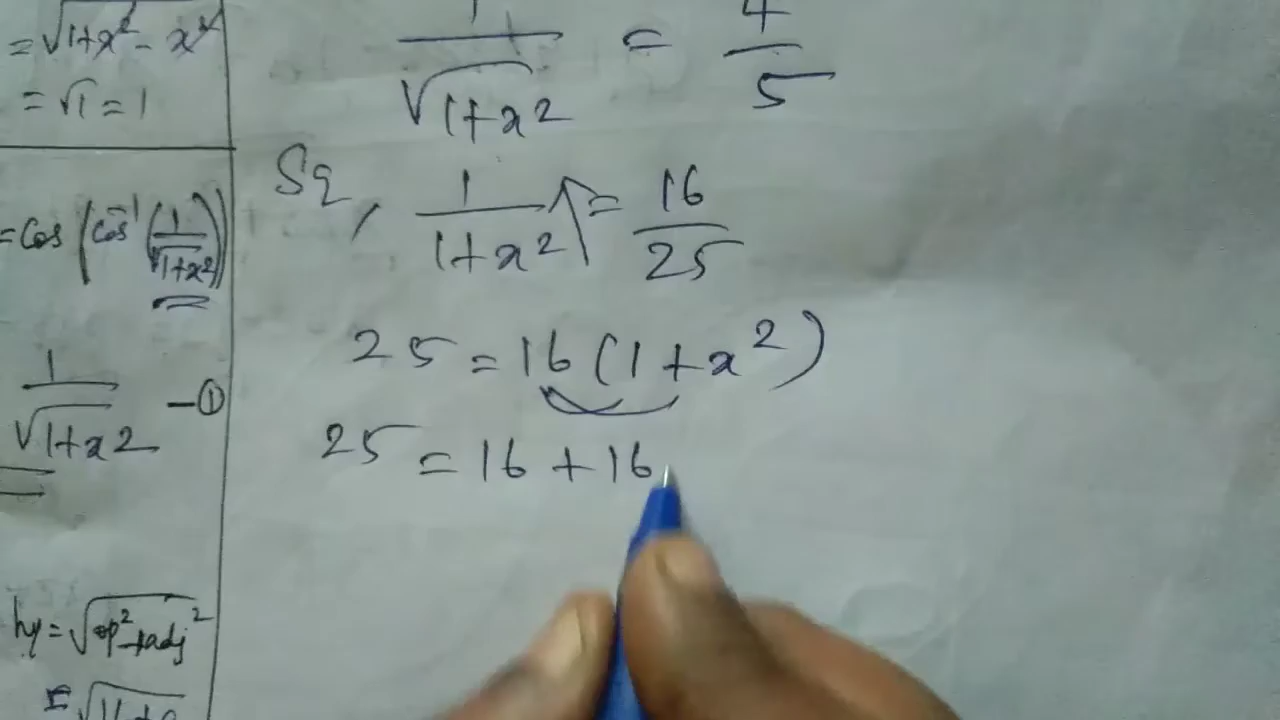 = √1+x² - x²
= √1 = 1
= Cos (Cos⁻¹ (1/√1+x²))
1/√1+x² - ①
hy = √op²+adj²
1/√1+x² = 4/5
Sq, 1/1+x² = 16/25
25 = 16(1+x²)
25 = 16 + 16